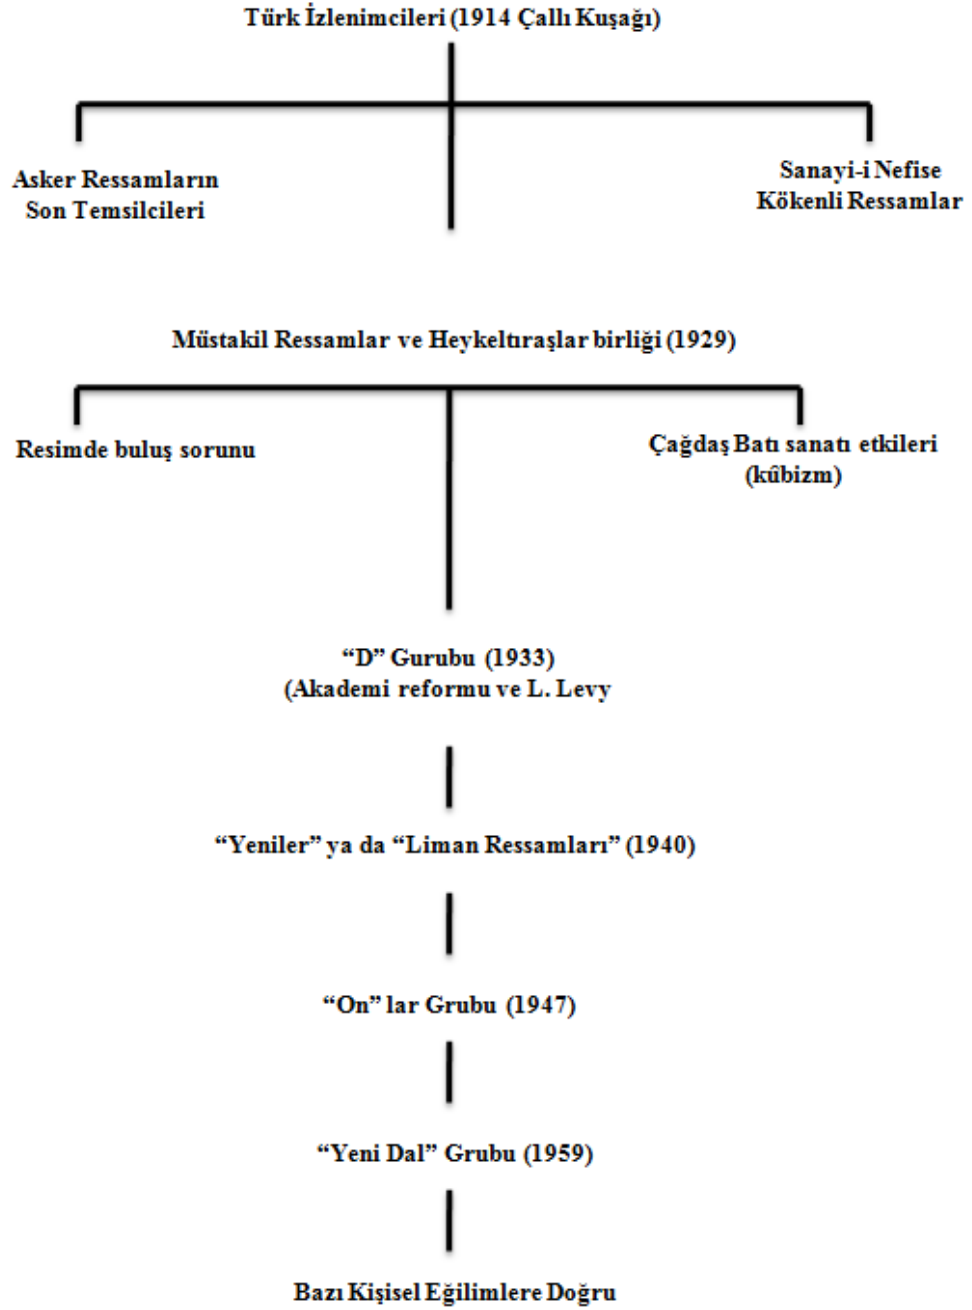 Türk İzlenimcileri (1914 Çallı Kuşağı)
Asker Ressamların
Son Temsilcileri
Sanayi-i Nefise
Kökenli Ressamlar
Müstakil Ressamlar ve Heykeltıraşlar birliği (1929)
Resimde buluş sorunu
Çağdaş Batı sanatı etkileri
(kûbizm)
“D” Gurubu (1933)
(Akademi reformu ve L. Levy
“Yeniler” ya da “Liman Ressamları” (1940)
“On” lar Grubu (1947)
“Yeni Dal” Grubu (1959)
Bazı Kişisel Eğilimlere Doğru